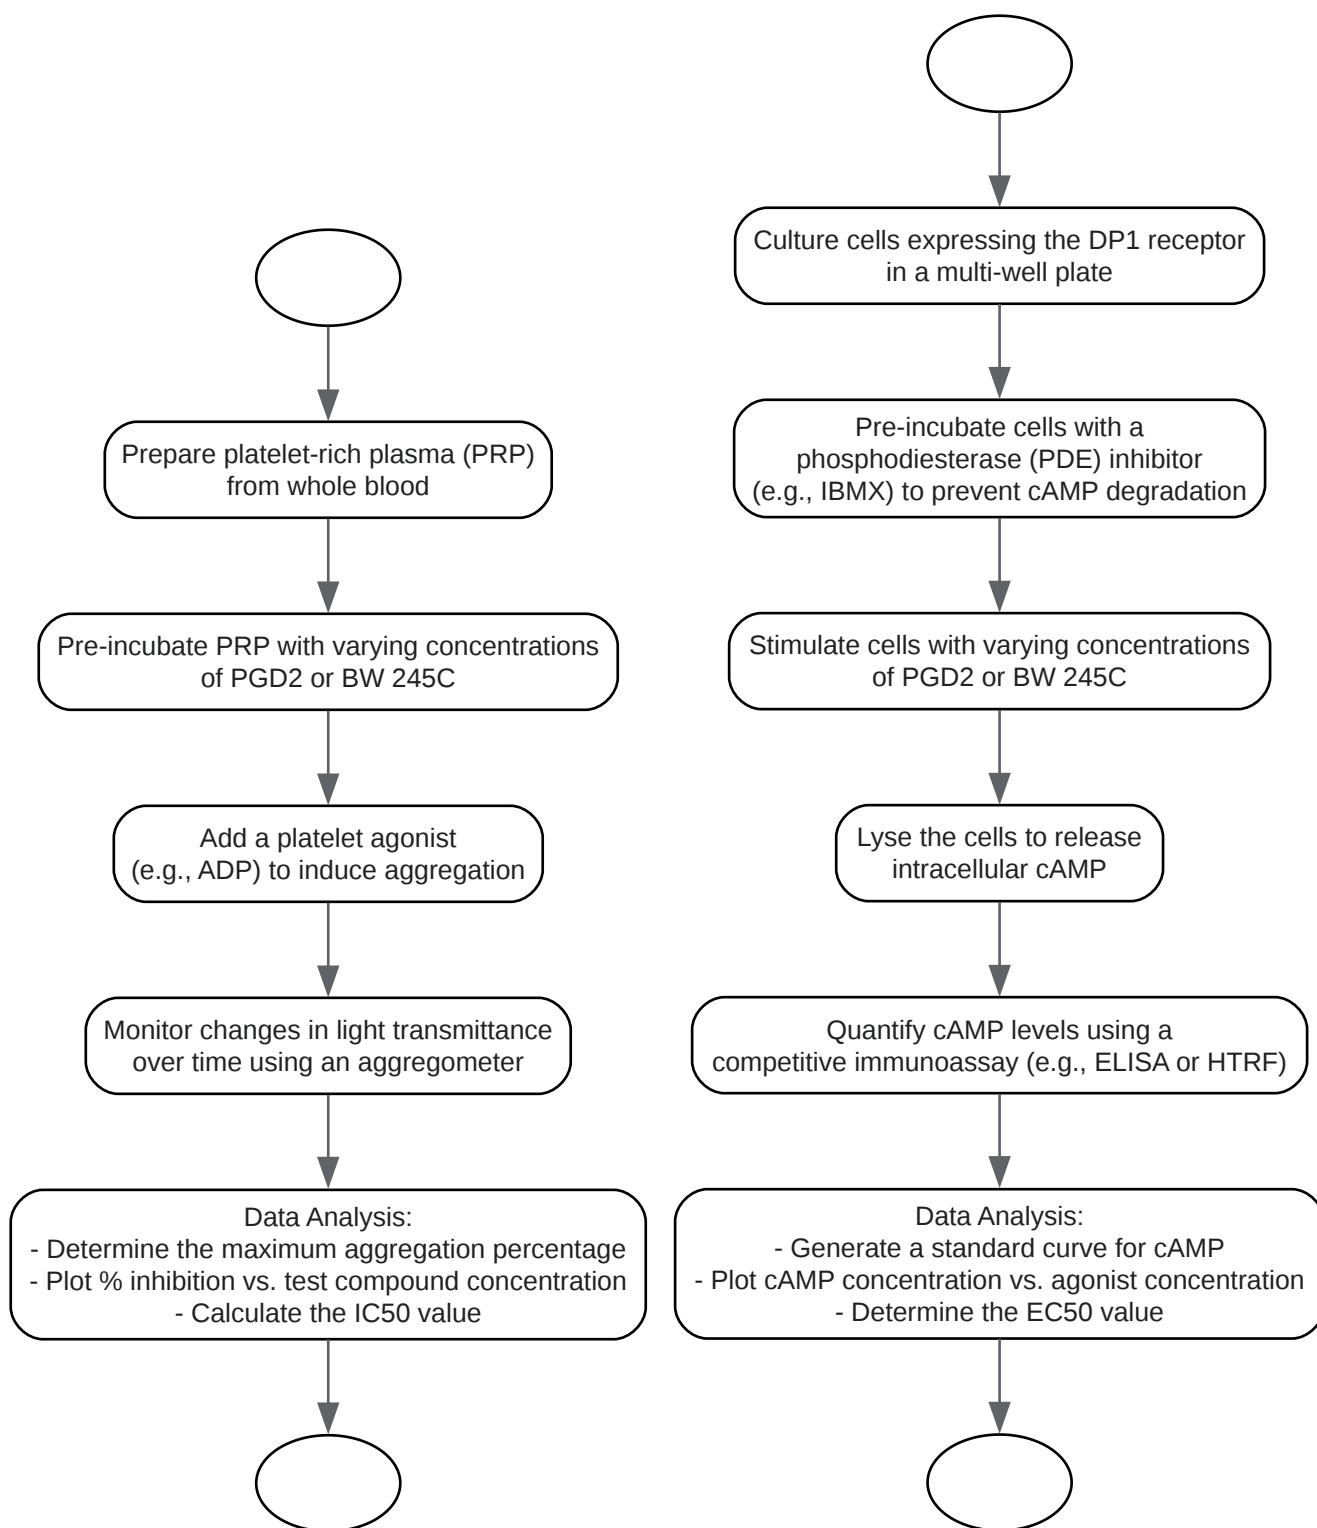 Prepare platelet-rich plasma (PRP)
from whole blood
Pre-incubate PRP with varying concentrations
of PGD2 or BW 245C
Add a platelet agonist
(e.g., ADP) to induce aggregation
Monitor changes in light transmittance
over time using an aggregometer
Data Analysis:
- Determine the maximum aggregation percentage
- Plot % inhibition vs. test compound concentration
- Calculate the IC50 value
Culture cells expressing the DP1 receptor
in a multi-well plate
Pre-incubate cells with a
phosphodiesterase (PDE) inhibitor
(e.g., IBMX) to prevent cAMP degradation
Stimulate cells with varying concentrations
of PGD2 or BW 245C
Lyse the cells to release
intracellular cAMP
Quantify cAMP levels using a
competitive immunoassay (e.g., ELISA or HTRF)
Data Analysis:
- Generate a standard curve for cAMP
- Plot cAMP concentration vs. agonist concentration
- Determine the EC50 value